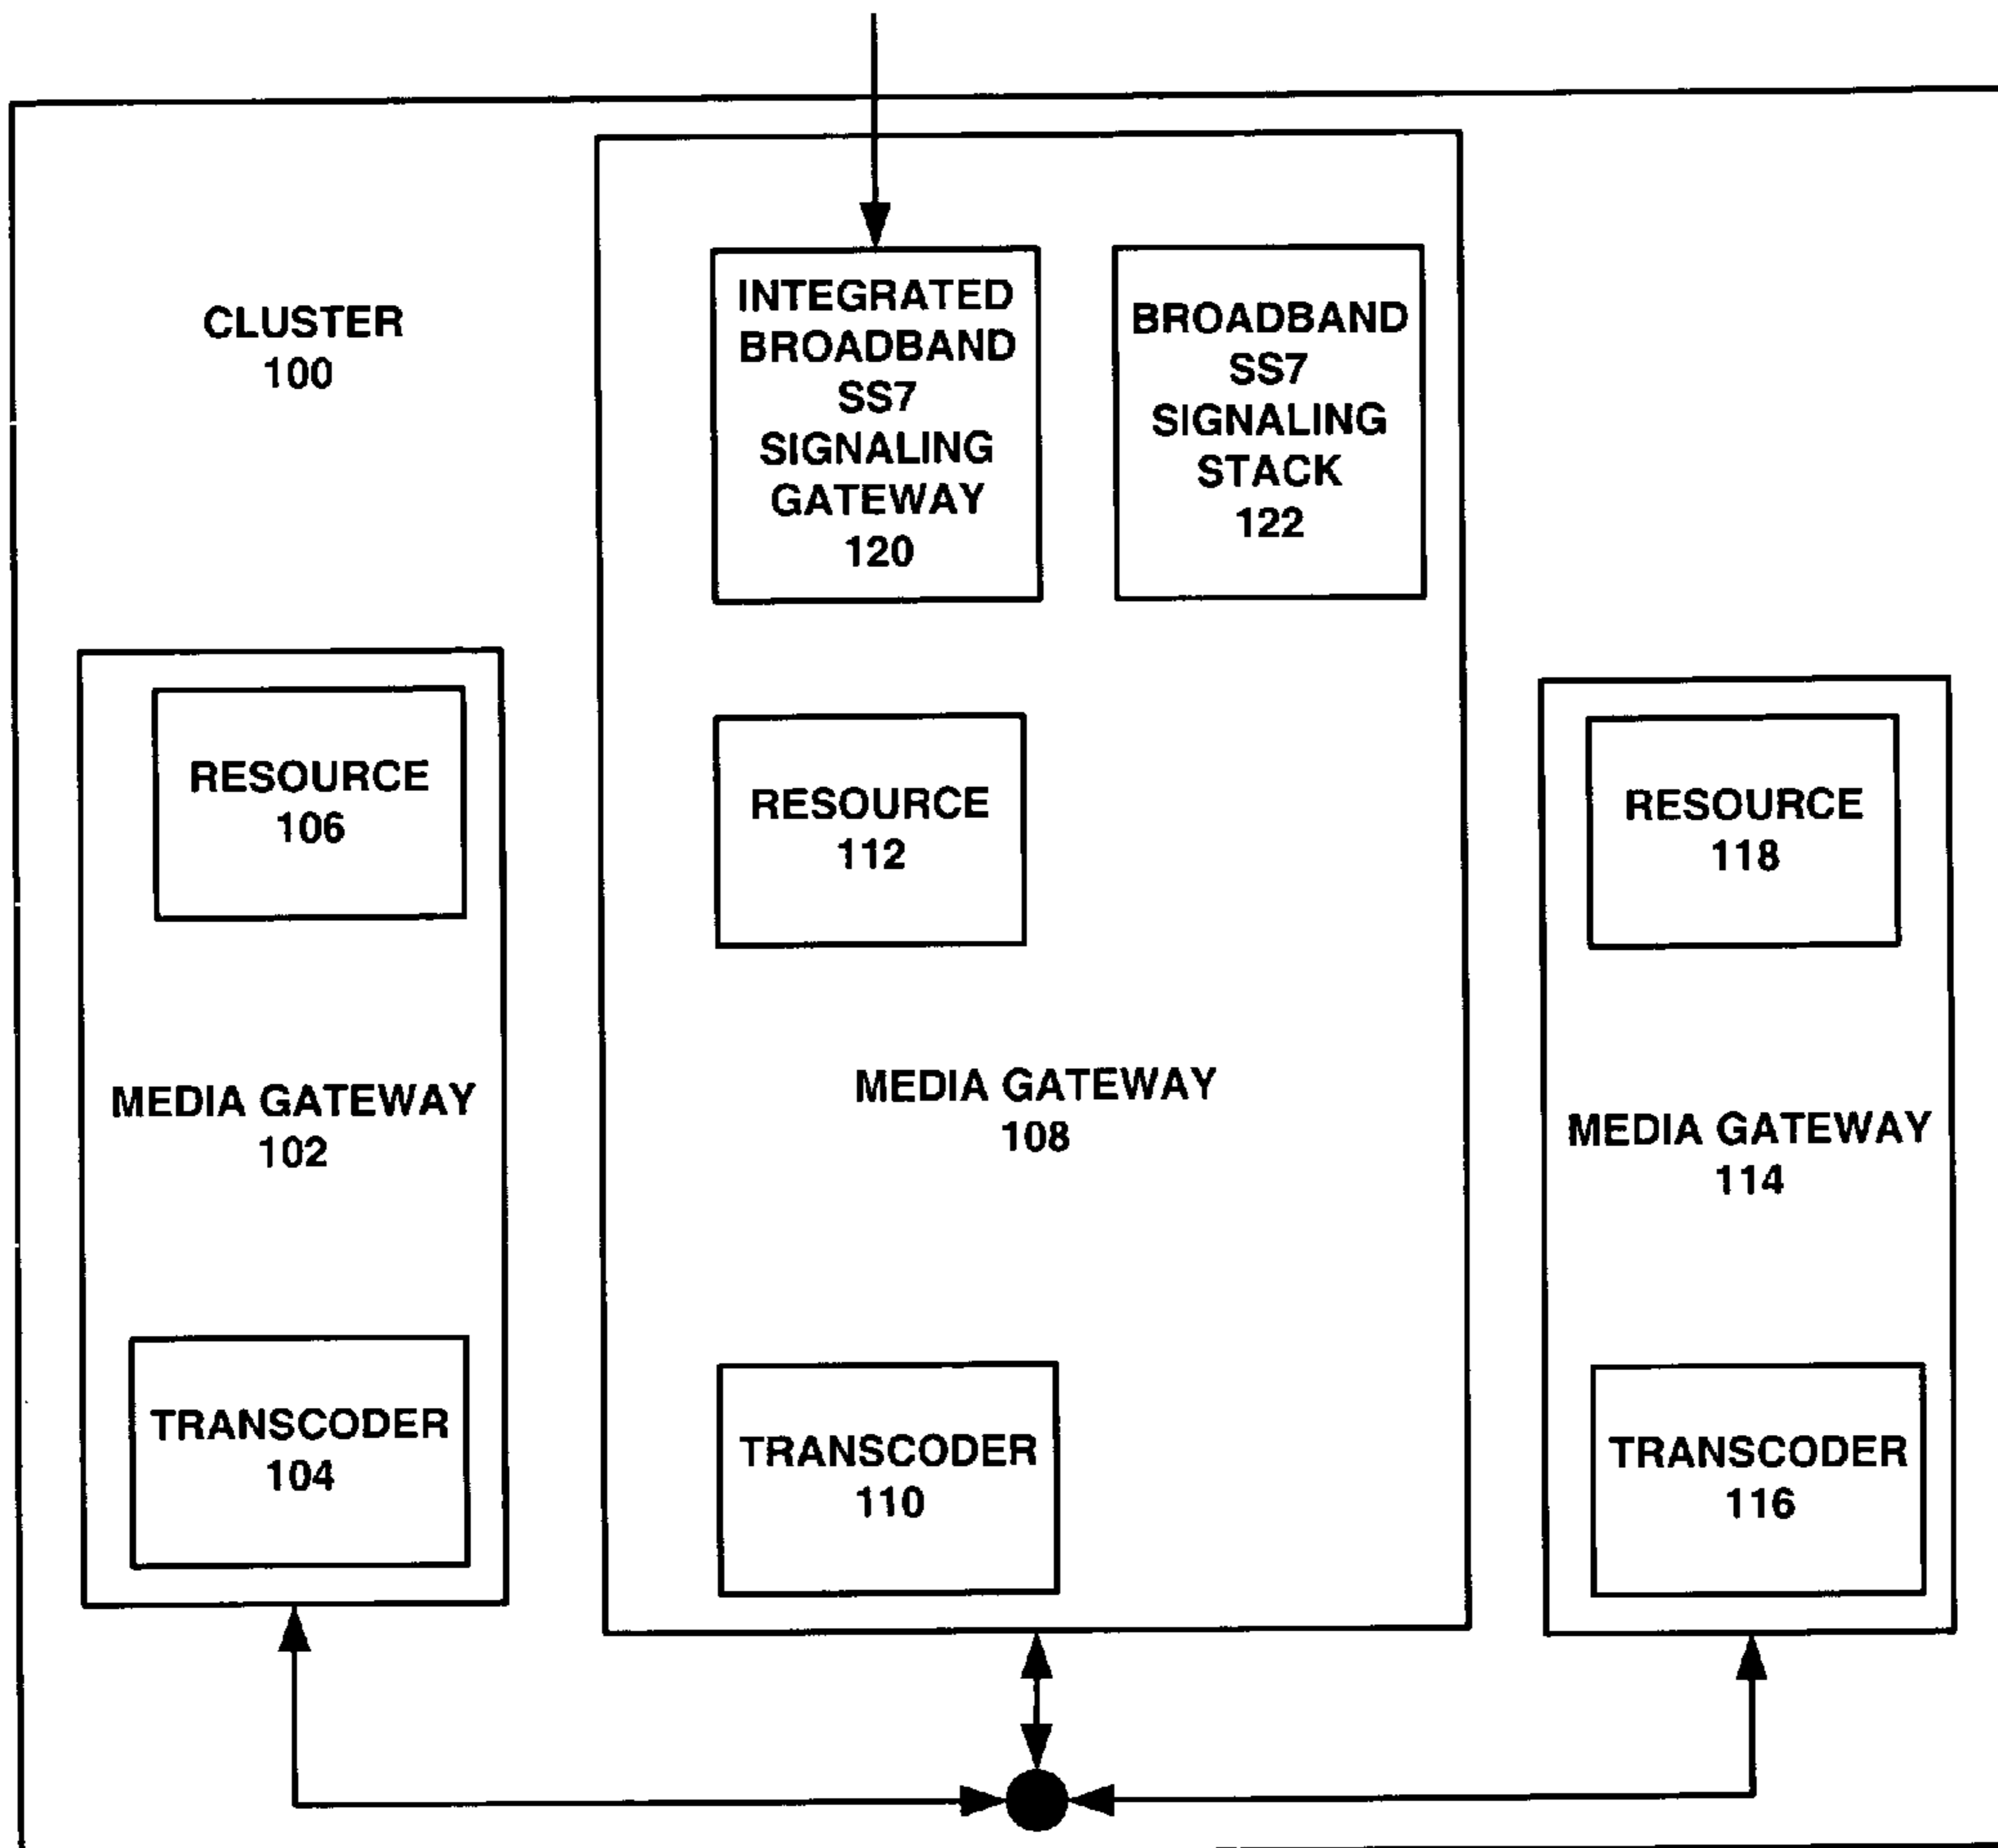 CLUSTER
100
INTEGRATED
BROADBAND
SS7
SIGNALING
GATEWAY
120
BROADBAND
SS7
SIGNALING
STACK
122
RESOURCE
106
RESOURCE
112
RESOURCE
118
MEDIA GATEWAY
102
MEDIA GATEWAY
108
MEDIA GATEWAY
114
TRANSCODER
104
TRANSCODER
110
TRANSCODER
116